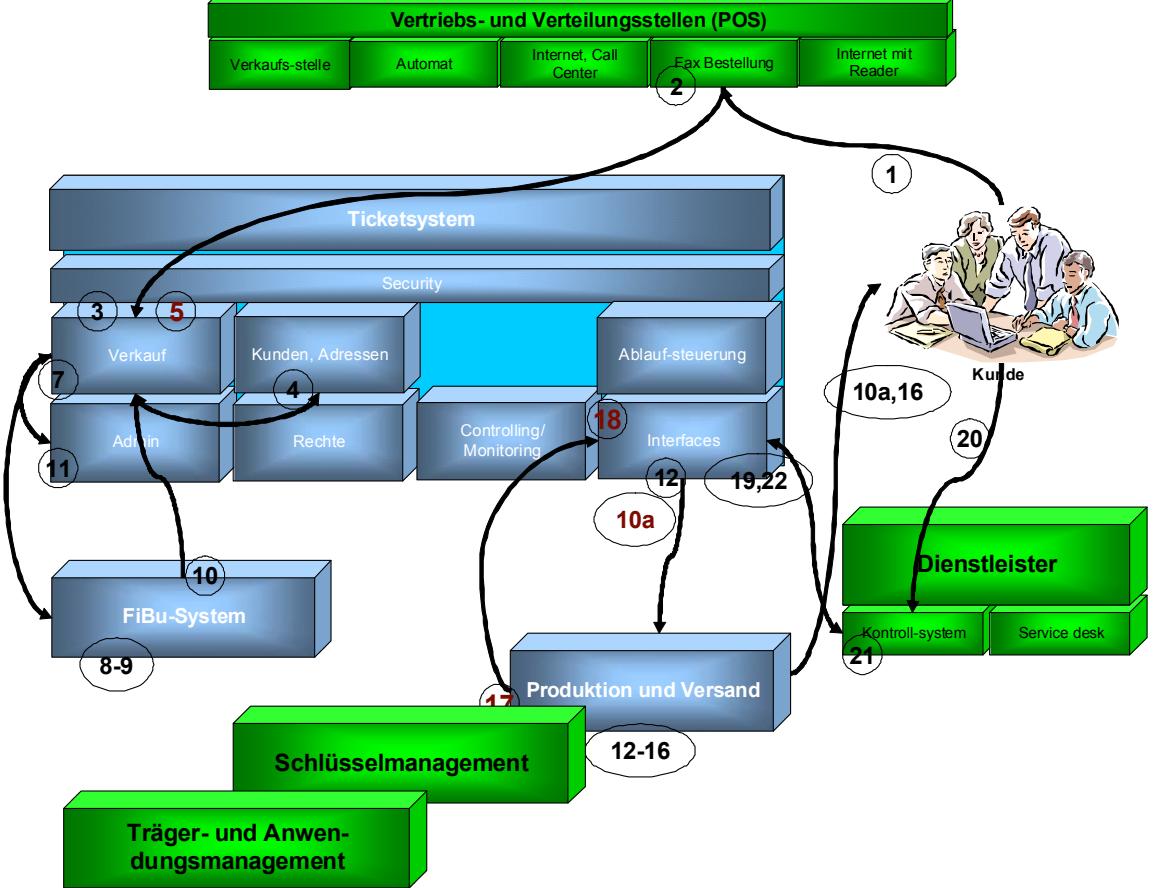 Vertriebs- und Verteilungsstellen (POS)
Verkaufs-stelle
Automat
Internet, Call
Center
Fax Bestellung
Internet mit
Reader
2
1
Ticketsystem
Security
3
5
Verkauf
Kunden, Adressen
Ablauf-steuerung
7
4
Kunde
10a,16
Admin
Rechte
Controlling/
Monitoring
18
Interfaces
20
11
12
19,22
10a
Dienstleister
10
FiBu-System
8-9
Kontroll-system
Service desk
21
Produktion und Versand
17
12-16
Schlüsselmanagement
Träger- und Anwen-
dungsmanagement